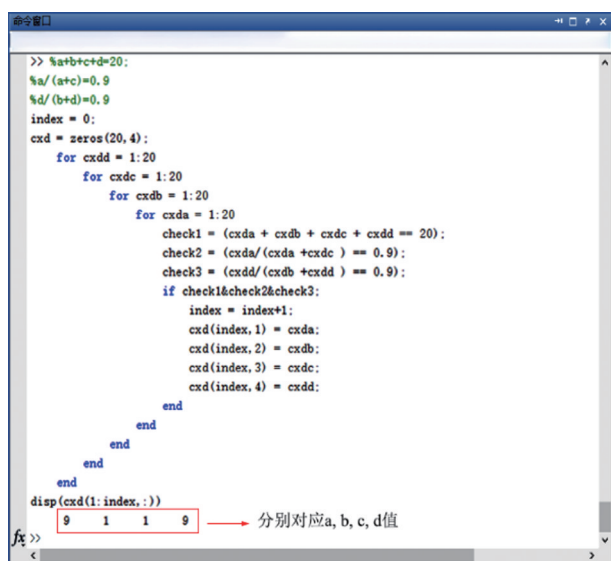 命令窗口
>> %a+b+c+d=20;
%a/(a+c)=0.9
%d/(b+d)=0.9
index = 0;
cxd = zeros(20,4);
for cxdd = 1:20
for cxdc = 1:20
for cxdb = 1:20
for cxda = 1:20
check1 = (cxda + cxdb + cxdc + cxdd == 20);
check2 = (cxda/(cxda +cxdc ) == 0.9);
check3 = (cxdd/(cxdb +cxdd ) == 0.9);
if check1&check2&check3;
index = index+1;
cxd(index,1) = cxda;
cxd(index,2) = cxdb;
cxd(index,3) = cxdc;
cxd(index,4) = cxdd;
end
end
end
end
end
disp(cxd(1:index,:))
9 1 1 9 分别对应a, b, c, d值
fx >>